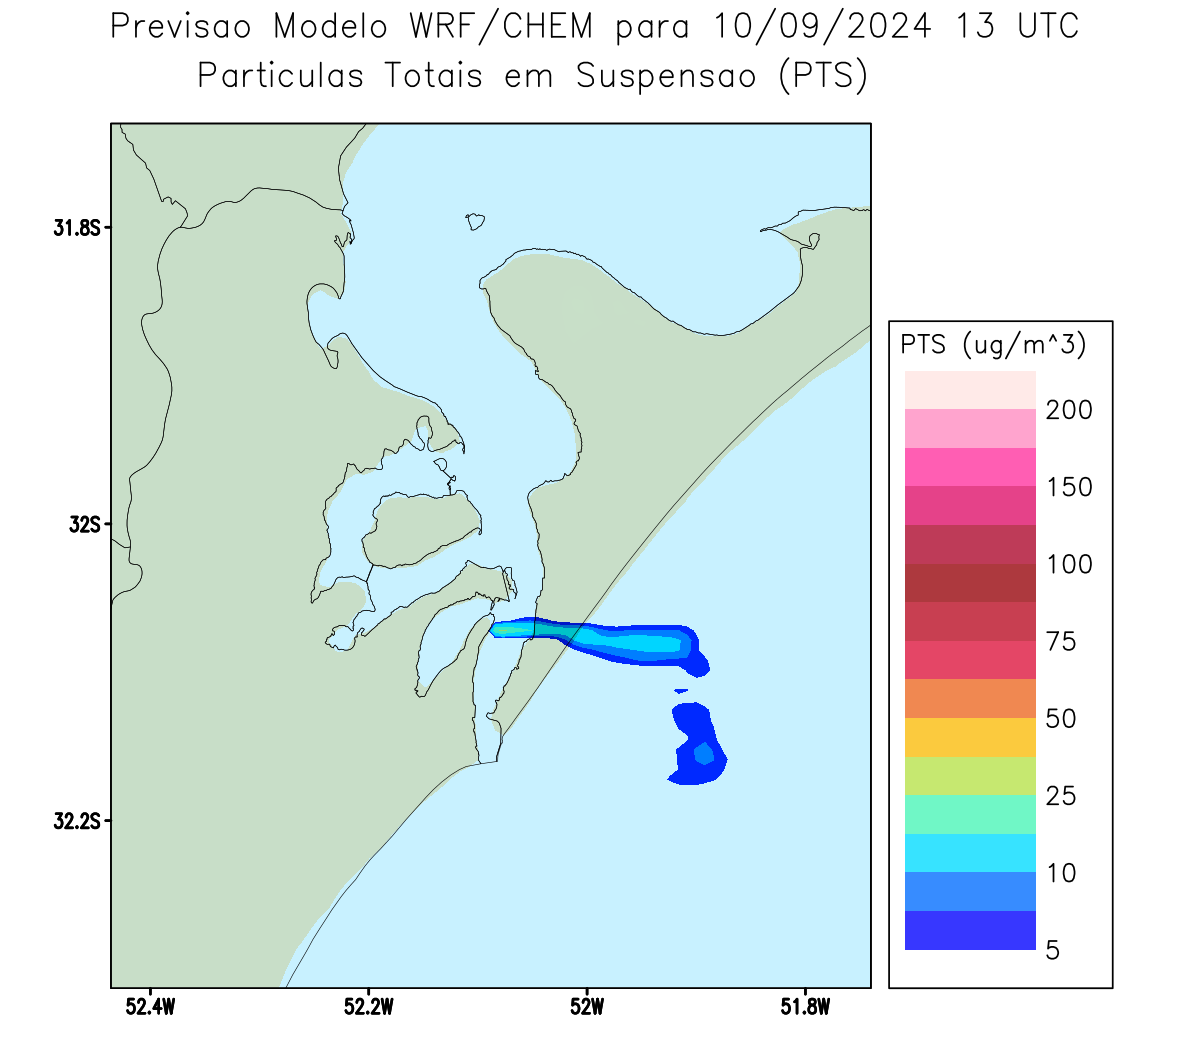 Previsao Modelo WRF/CHEM para 10/09/2024 13 UTC
Particulas Totais em Suspensao (PTS)
31.8S
32S
32.2S
52.4W
52.2W
52W
51.8W
PTS (ug/m^3)
200
150
100
75
50
25
10
5